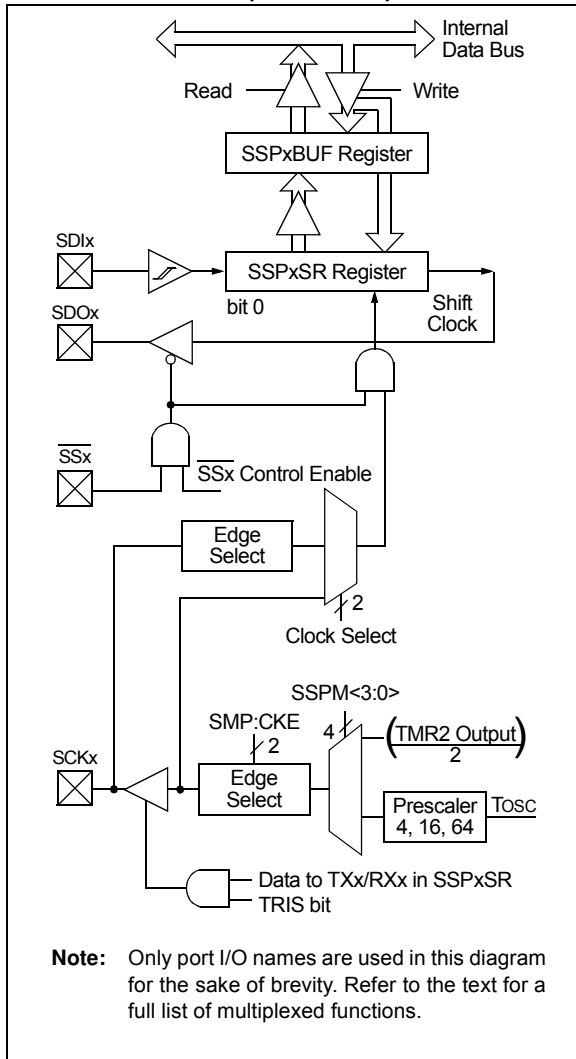 Internal
Data Bus
Read
Write
SSPxBUF Register
SDIx
SSPxSR Register
bit 0
Shift
Clock
SDOx
SSx
SSx Control Enable
Edge
Select
2
Clock Select
SSPM<3:0>
SMP:CKE
4
(TMR2 Output)
2
2
SCKx
Edge
Select
Prescaler
4, 16, 64
TOSC
Data to TXx/RXx in SSPxSR
TRIS bit
Note: Only port I/O names are used in this diagram
for the sake of brevity. Refer to the text for a
full list of multiplexed functions.